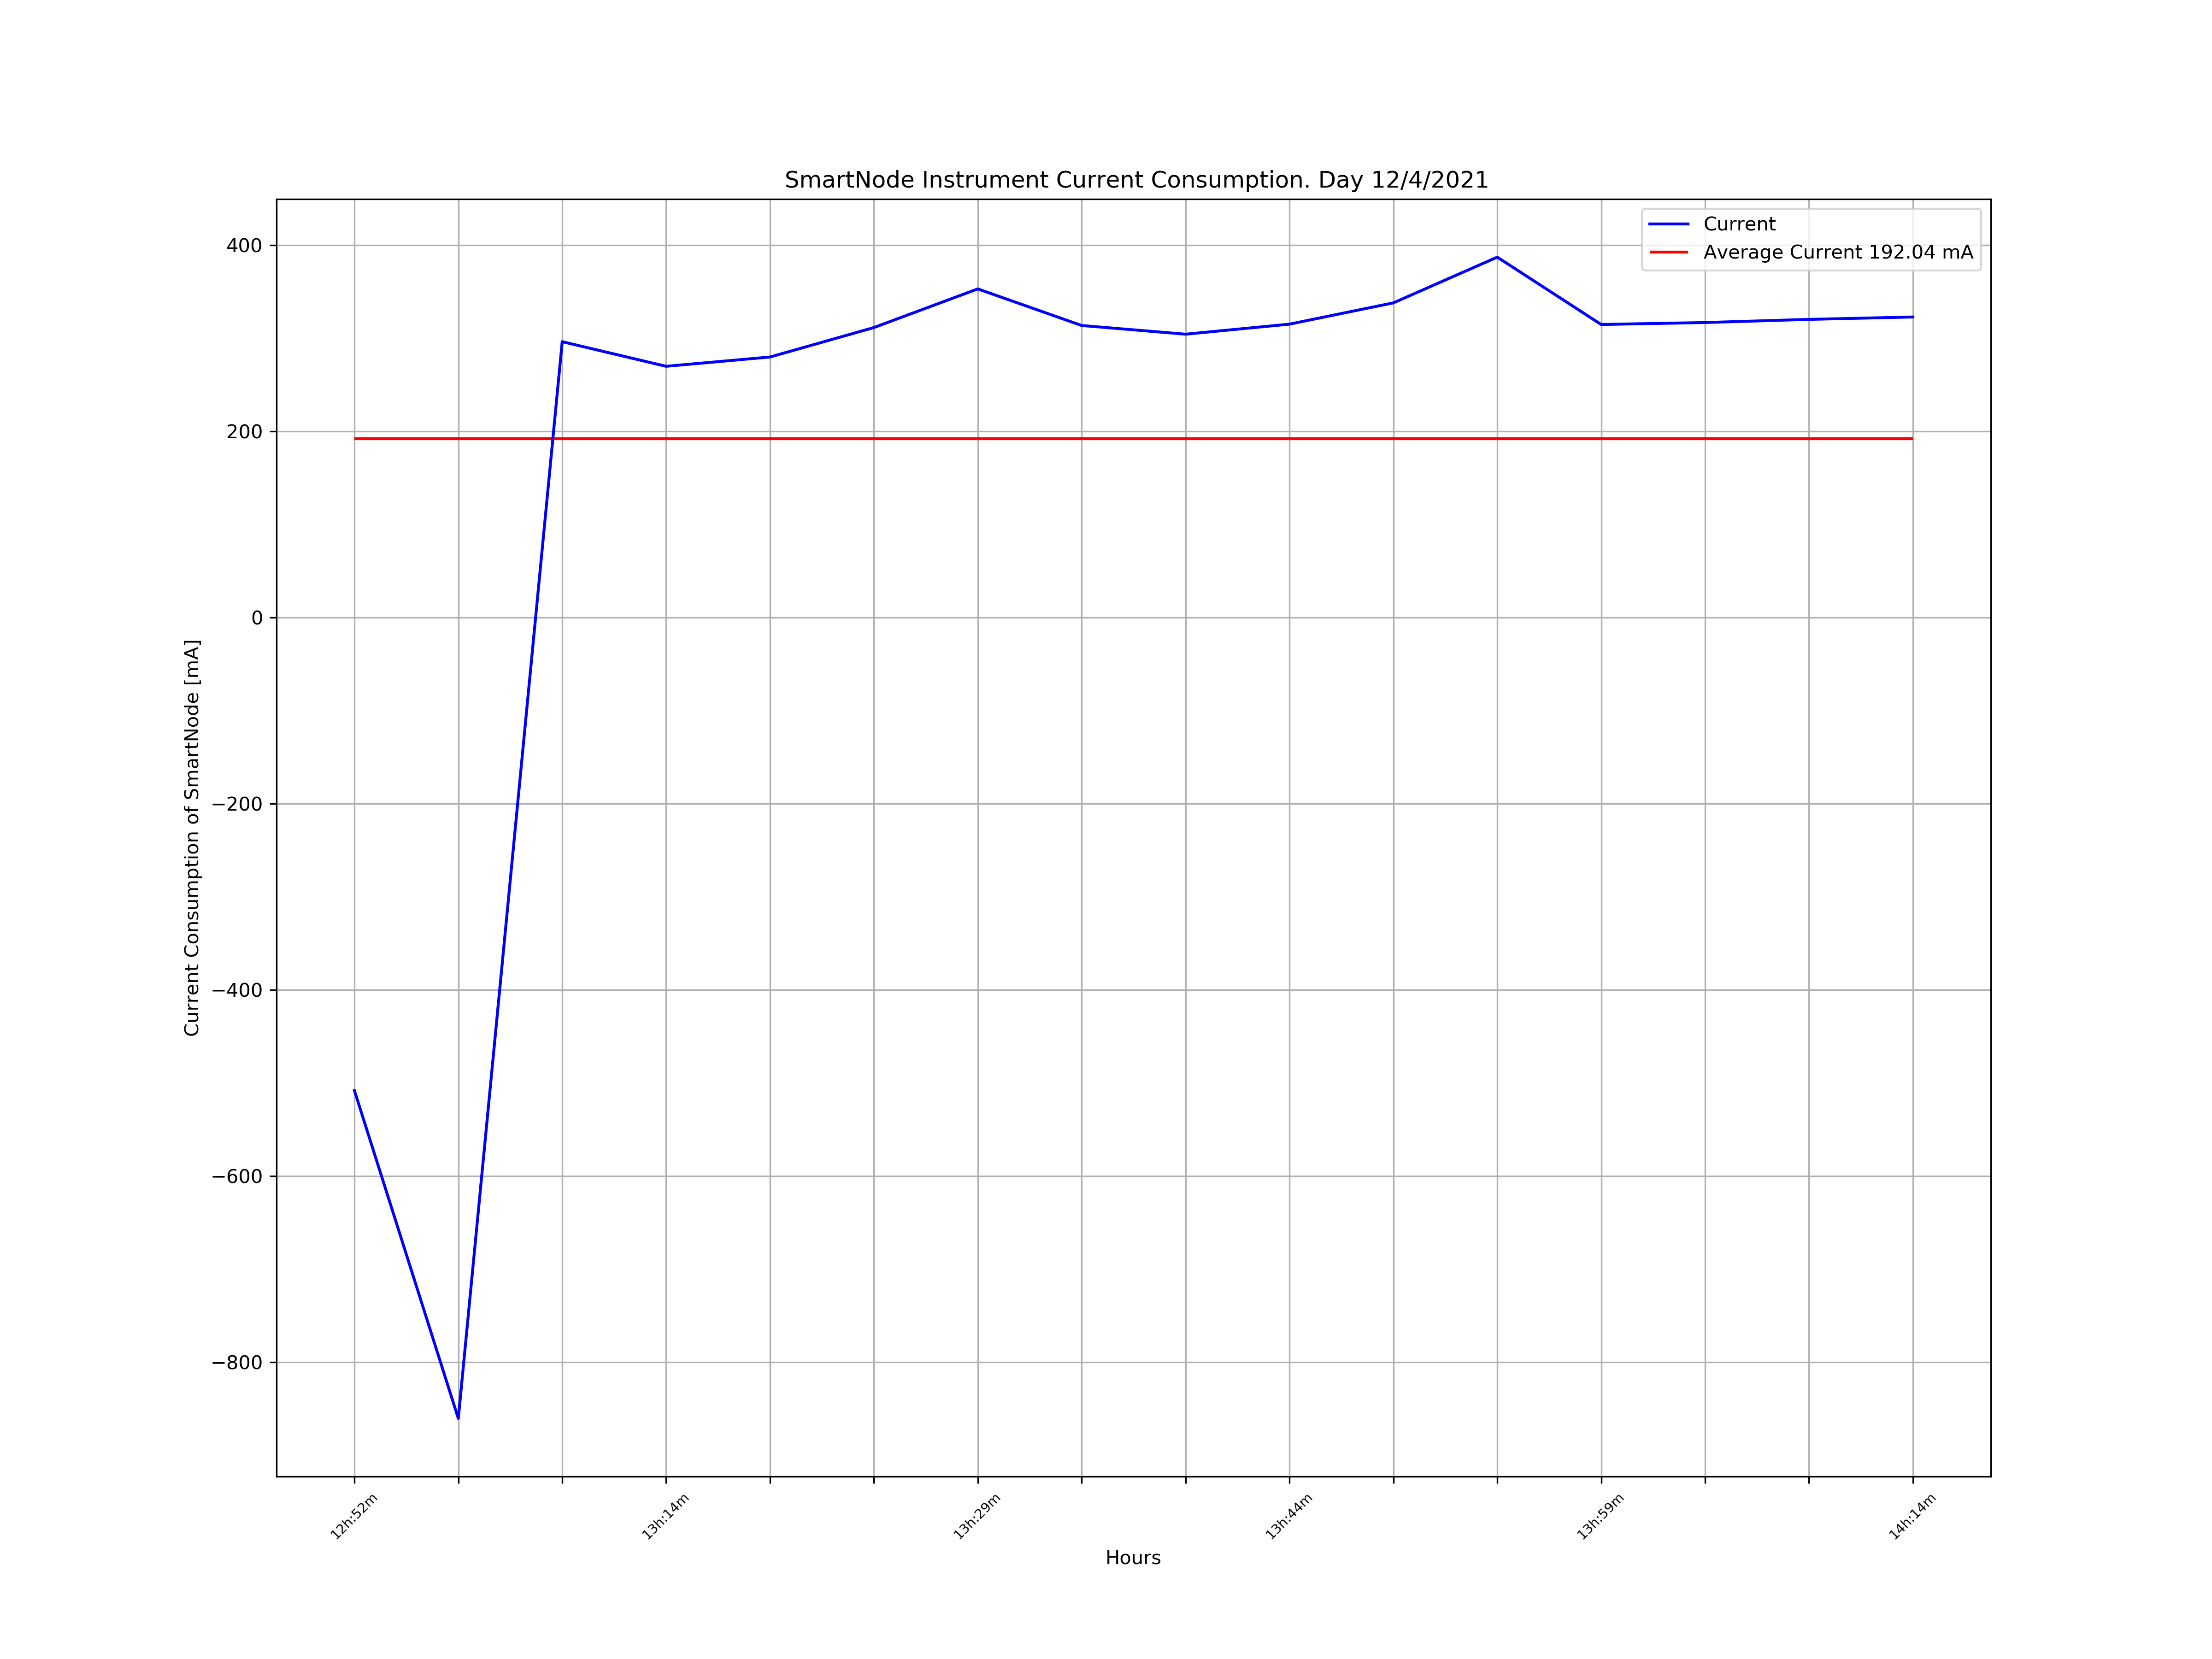 SmartNode Instrument Current Consumption. Day 12/4/2021
Current
Average Current 192.04 mA
400
200
0
−200
−400
−600
−800
Current Consumption of SmartNode [mA]
12h:52m
13h:14m
13h:29m
13h:44m
13h:59m
14h:14m
Hours